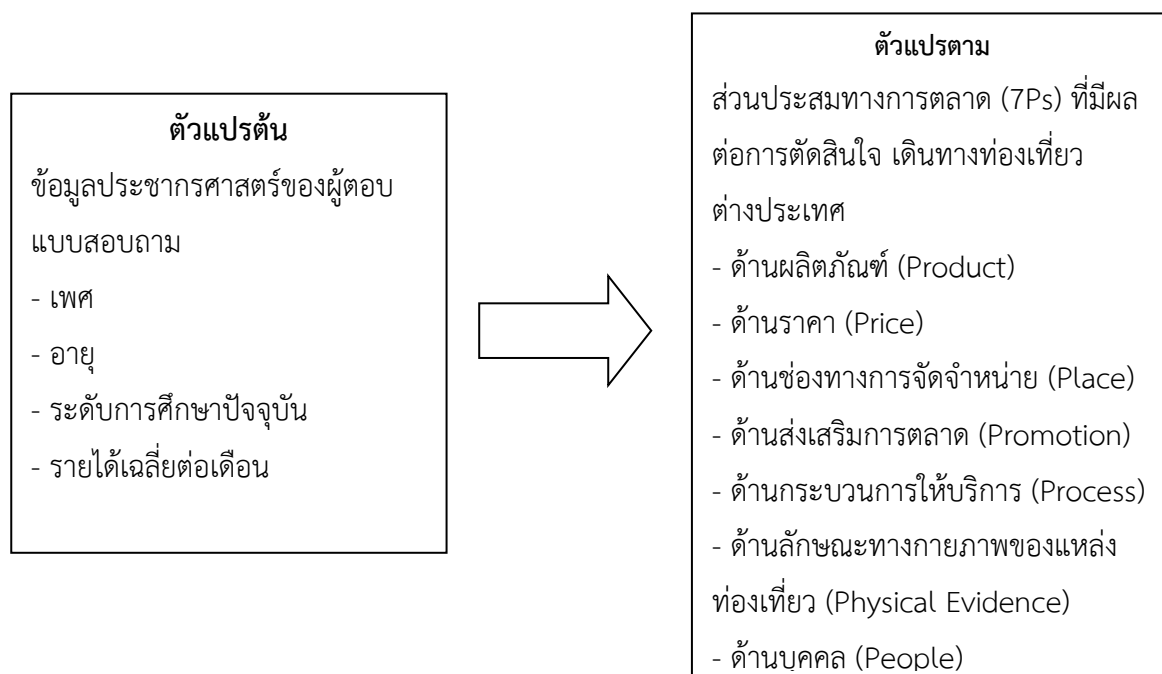 ตัวแปรต้น
ข้อมูลประชากรศาสตร์ของผู้ตอบ
แบบสอบถาม
- เพศ
- อายุ
- ระดับการศึกษาปัจจุบัน
- รายได้เฉลี่ยต่อเดือน
ตัวแปรตาม
ส่วนประสมทางการตลาด (7Ps) ที่มีผล
ต่อการตัดสินใจ เดินทางท่องเที่ยว
ต่างประเทศ
- ด้านผลิตภัณฑ์ (Product)
- ด้านราคา (Price)
- ด้านช่องทางการจัดจำหน่าย (Place)
- ด้านส่งเสริมการตลาด (Promotion)
- ด้านกระบวนการให้บริการ (Process)
- ด้านลักษณะทางกายภาพของแหล่ง
ท่องเที่ยว (Physical Evidence)
- ด้านบุคคล (People)